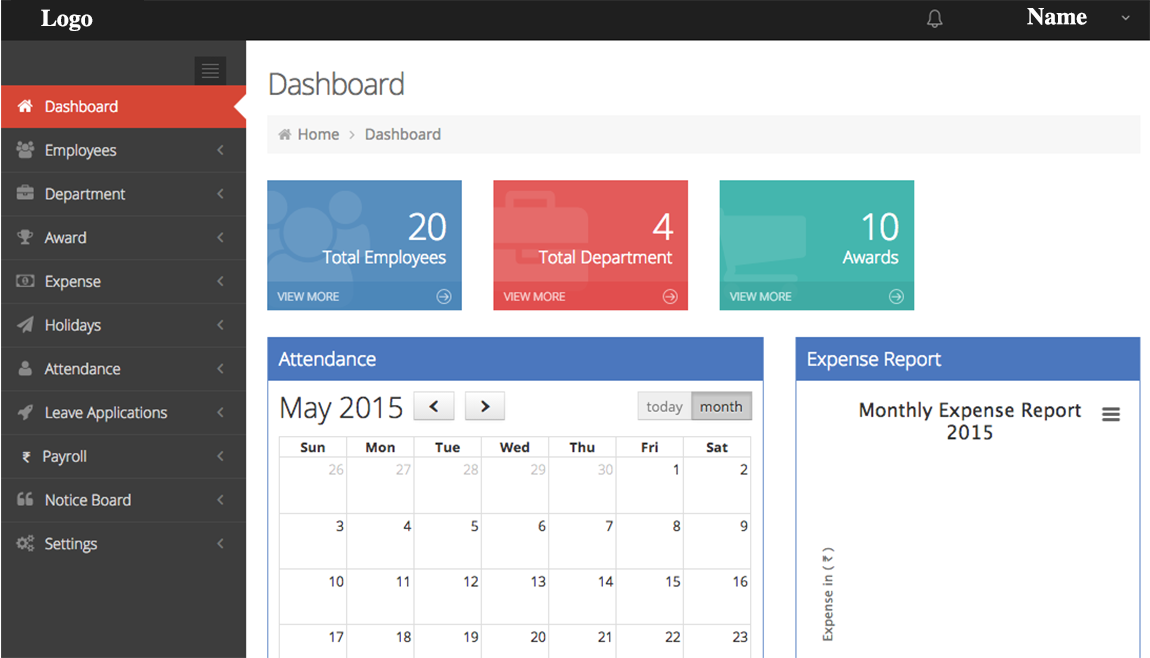 Logo
Name
Dashboard
Employees
Department
Award
Expense
Holidays
Attendance
Leave Applications
₹ Payroll
Notice Board
Settings
Dashboard
Home > Dashboard
20
Total Employees
VIEW MORE
4
Total Department
VIEW MORE
10
Awards
VIEW MORE
Attendance
May 2015 < > today month
Sun Mon Tue Wed Thu Fri Sat
26 27 28 29 30 1 2
3 4 5 6 7 8 9
10 11 12 13 14 15 16
17 18 19 20 21 22 23
Expense Report
Monthly Expense Report
2015
Expense in ( ₹ )